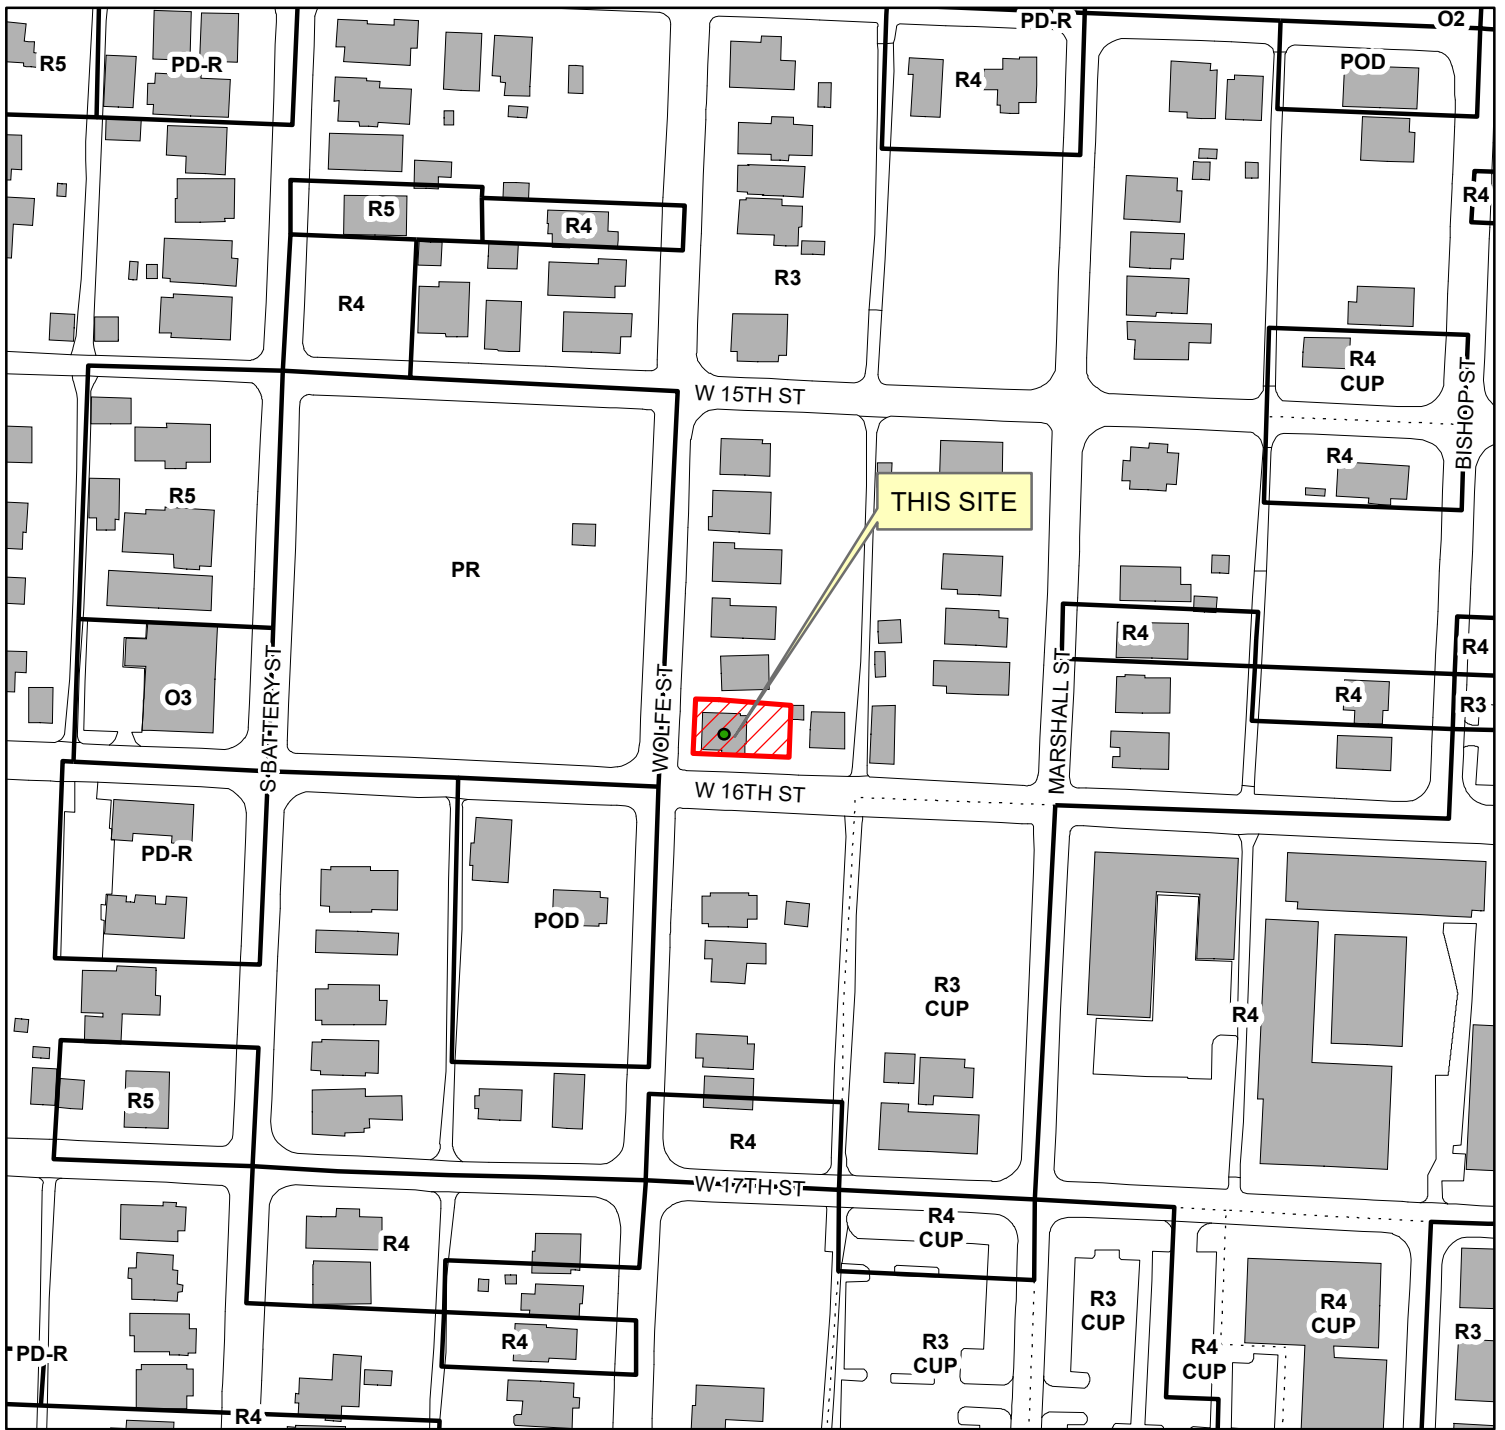 PD-R
O2
R5
PD-R
R4
POD
R4
R5
R4
R3
R4
R4
CUP
W 15TH ST
BISHOP ST
R4
R5
THIS SITE
PR
R4
R4
O3
S BATTERY ST
WOLFE ST
MARSHALL ST
R4
R3
W 16TH ST
PD-R
POD
R3
CUP
R4
R5
R4
W 17TH ST
R4
R4
CUP
R3
CUP
R4
CUP
R3
R4
R3
CUP
R4
CUP
PD-R
R4